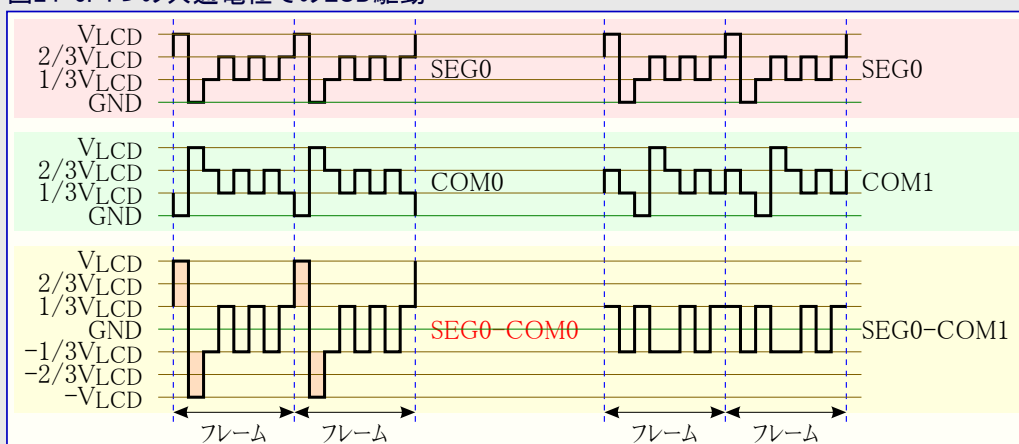 VLCD
2/3VLCD
1/3VLCD
GND
SEG0
SEG0
VLCD
2/3VLCD
1/3VLCD
GND
COM0
COM1
VLCD
2/3VLCD
1/3VLCD
GND
-1/3VLCD
-2/3VLCD
-VLCD
SEG0-COM0
SEG0-COM1
フレーム
フレーム
フレーム
フレーム